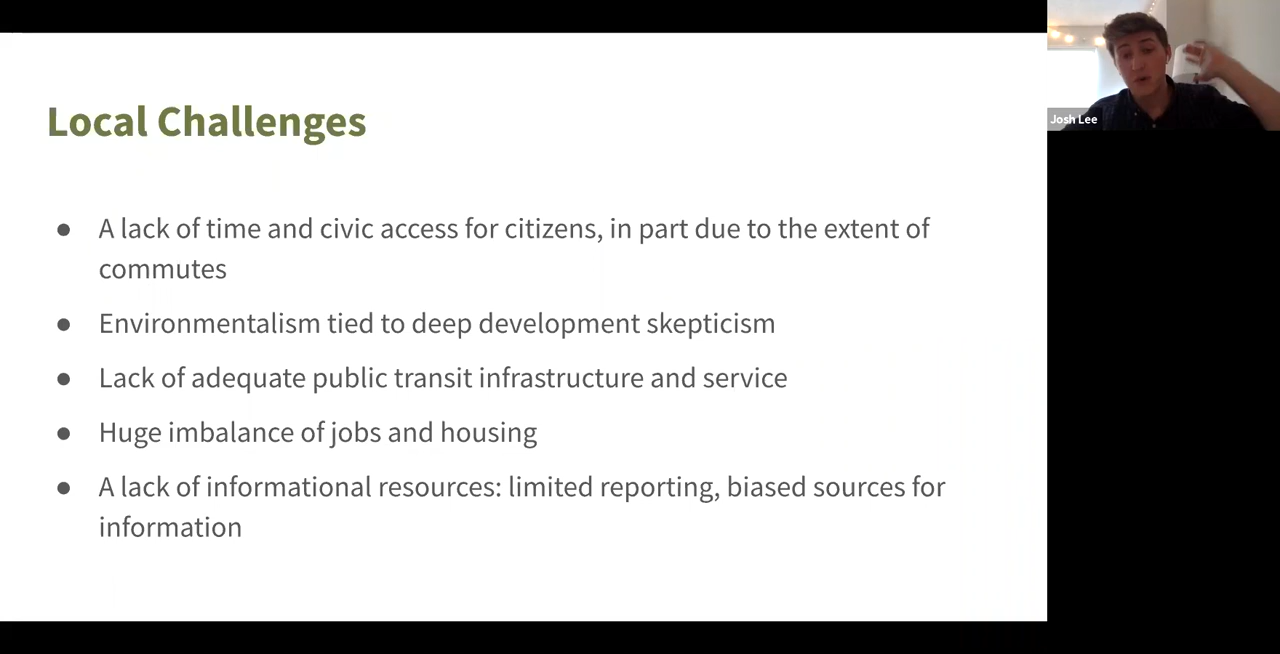 Local Challenges
● A lack of time and civic access for citizens, in part due to the extent of
commutes
● Environmentalism tied to deep development skepticism
● Lack of adequate public transit infrastructure and service
● Huge imbalance of jobs and housing
● A lack of informational resources: limited reporting, biased sources for
information
Josh Lee